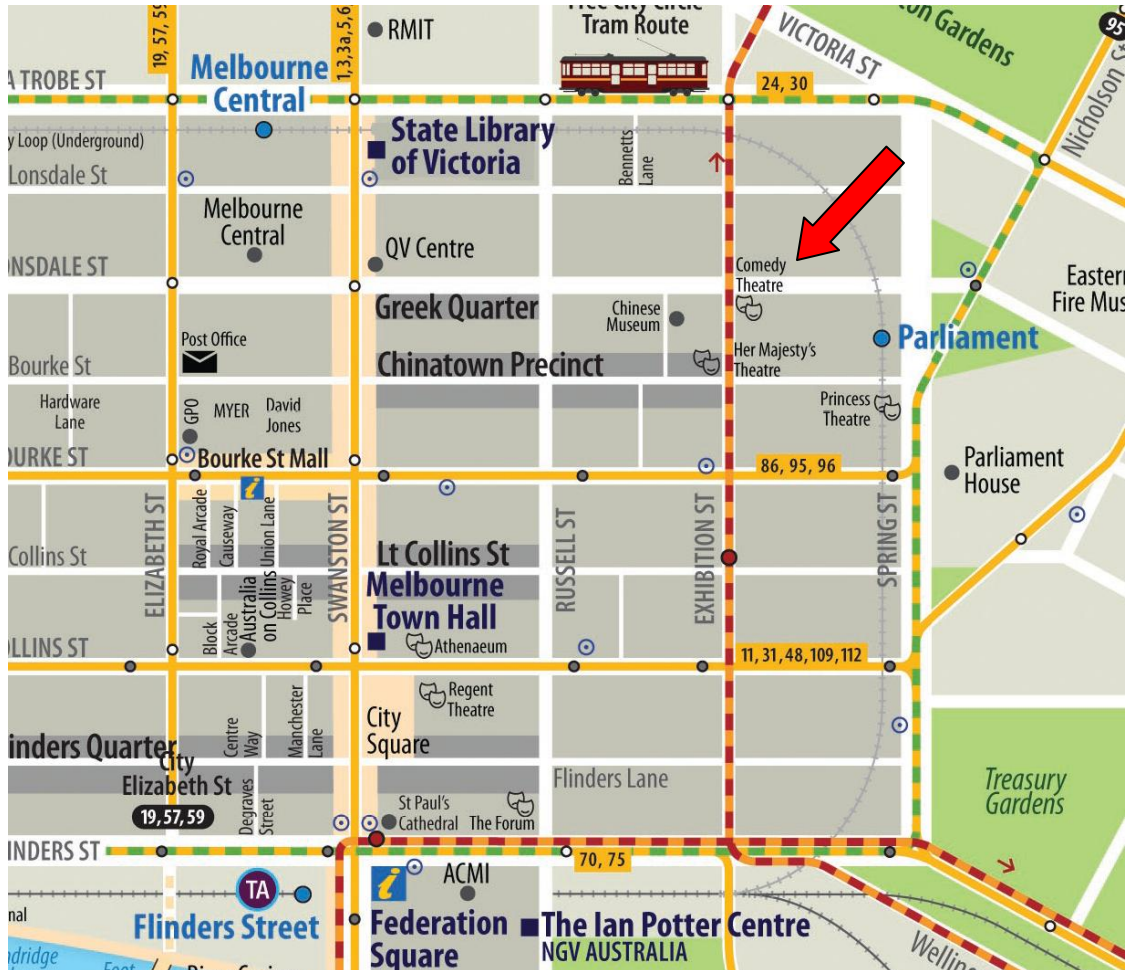 19, 57, 59
1,3,3a,5,6
RMIT
Free City Circle
Tram Route
VICTORIA ST
Gardens
95
Nicholson St
A TROBE ST
Melbourne
Central
24, 30
y Loop (Underground)
State Library
of Victoria
Bennetts
Lane
Lonsdale St
Melbourne
Central
QV Centre
ONSDALE ST
Comedy
Theatre
Eastern
Fire Mus
Greek Quarter
Chinese
Museum
Post Office
Parliament
Bourke St
Chinatown Precinct
Her Majesty's
Theatre
Hardware
Lane
GPO
MYER
David
Jones
Princess
Theatre
OURKE ST
Bourke St Mall
86, 95, 96
Parliament
House
i
ELIZABETH ST
Royal Arcade
Causeway
Union Lane
SWANSTON ST
RUSSELL ST
EXHIBITION ST
SPRING ST
Collins St
Lt Collins St
Melbourne
Town Hall
Block
Arcade
Australia
on Collins
Howey
Place
OLLINS ST
Athenaeum
11, 31, 48, 109, 112
Regent
Theatre
Centre
Way
Manchester
Lane
City
Square
linders Quarter
City
Elizabeth St
19, 57, 59
Degraves
Street
Flinders Lane
Treasury
Gardens
St Paul's
Cathedral
The Forum
INDERS ST
70, 75
TA
Flinders Street
i
ACMI
Federation
Square
The Ian Potter Centre
NGV AUSTRALIA
nal
ndridge
Foot
Welling